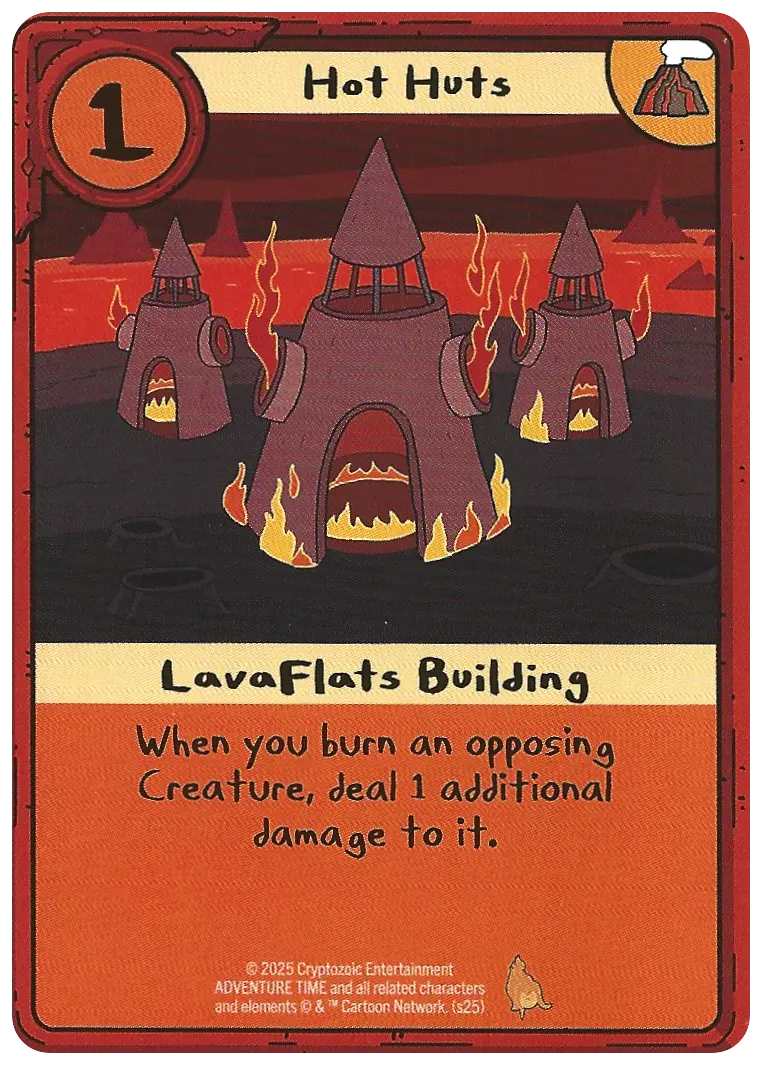 1
Hot Huts
LavaFlats Building
When you burn an opposing
Creature, deal 1 additional
damage to it.
© 2025 Cryptozoic Entertainment
ADVENTURE TIME and all related characters
and elements © & ™ Cartoon Network. (s25)